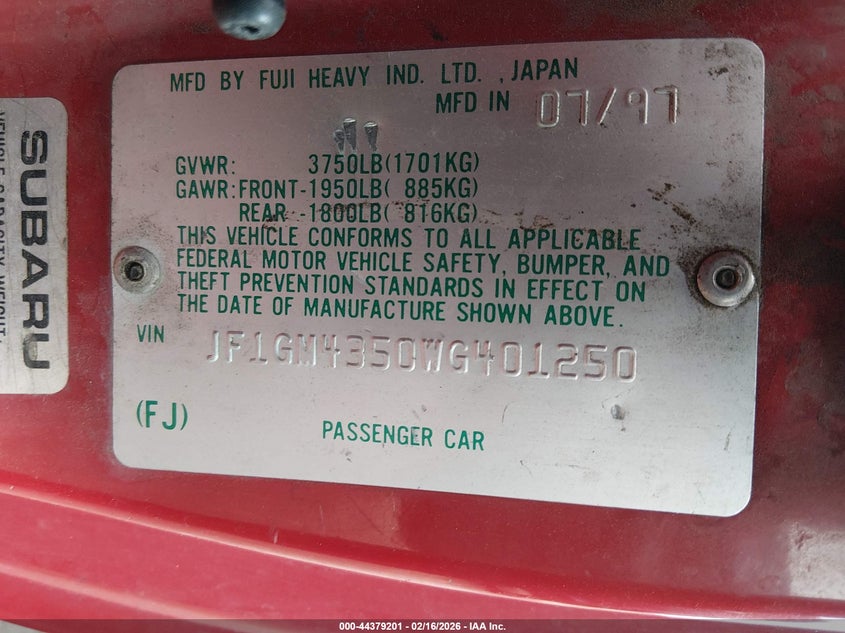 MFD BY FUJI HEAVY IND. LTD. , JAPAN
MFD IN 07/97
GVWR: 3750LB(1701KG)
GAWR:FRONT-1950LB( 885KG)
REAR -1800LB( 816KG)
THIS VEHICLE CONFORMS TO ALL APPLICABLE
FEDERAL MOTOR VEHICLE SAFETY, BUMPER, AND
THEFT PREVENTION STANDARDS IN EFFECT ON
THE DATE OF MANUFACTURE SHOWN ABOVE.
VIN JF1GM4350WG401250
(FJ)
PASSENGER CAR
SUBARU
000-44379201 - 02/16/2026 - IAA Inc.